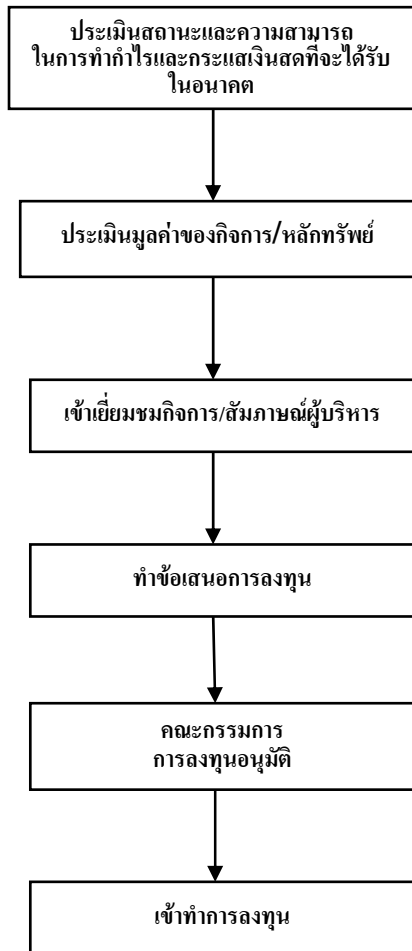 ประเมินสถานะและความสามารถ
ในการทำกำไรและกระแสเงินสดที่จะได้รับ
ในอนาคต
ประเมินมูลค่าของกิจการ/หลักทรัพย์
เข้าเยี่ยมชมกิจการ/สัมภาษณ์ผู้บริหาร
ทำข้อเสนอการลงทุน
คณะกรรมการ
การลงทุนอนุมัติ
เข้าทำการลงทุน